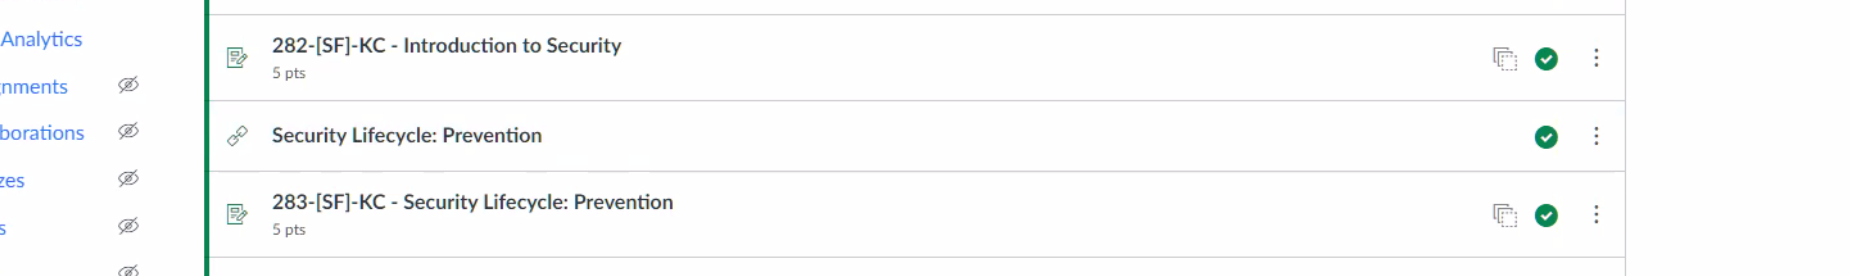 Analytics
gnments
borations
zes
s
282-[SF]-KC - Introduction to Security
5 pts
Security Lifecycle: Prevention
283-[SF]-KC - Security Lifecycle: Prevention
5 pts